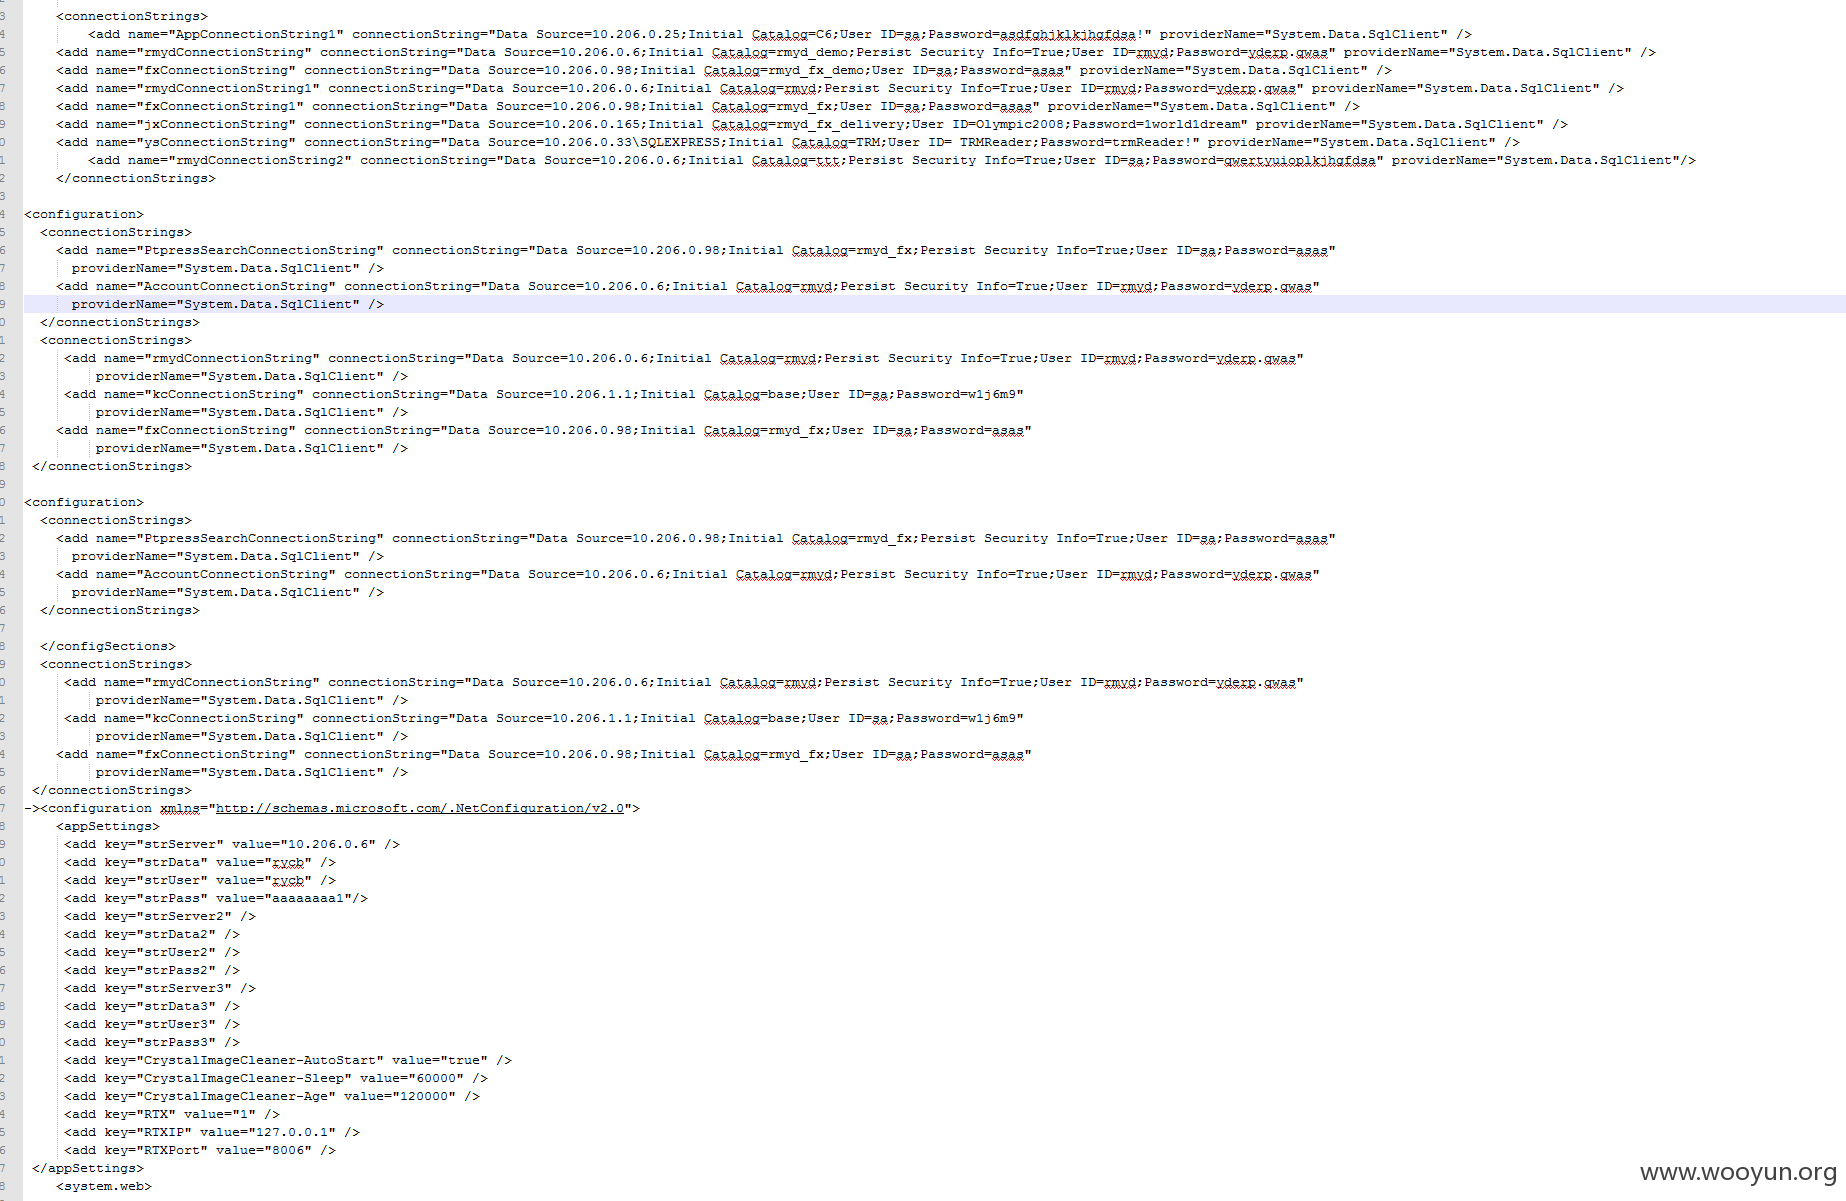 <connectionStrings>
<add name="AppConnectionString1" connectionString="Data Source=10.206.0.25;Initial Catalog=C6;User ID=sa;Password=asdfghjklkjhgfdsa!" providerName="System.Data.SqlClient" />
<add name="rmydConnectionString" connectionString="Data Source=10.206.0.6;Initial Catalog=rmyd_demo;Persist Security Info=True;User ID=rmyd;Password=yderp.qwas" providerName="System.Data.SqlClient" />
<add name="fxConnectionString" connectionString="Data Source=10.206.0.98;Initial Catalog=rmyd_fx_demo;User ID=sa;Password=asas" providerName="System.Data.SqlClient" />
<add name="rmydConnectionString1" connectionString="Data Source=10.206.0.6;Initial Catalog=rmyd;Persist Security Info=True;User ID=rmyd;Password=yderp.qwas" providerName="System.Data.SqlClient" />
<add name="fxConnectionString1" connectionString="Data Source=10.206.0.98;Initial Catalog=rmyd_fx;User ID=sa;Password=asas" providerName="System.Data.SqlClient" />
<add name="jxConnectionString" connectionString="Data Source=10.206.0.165;Initial Catalog=rmyd_fx_delivery;User ID=Olympic2008;Password=1world1dream" providerName="System.Data.SqlClient" />
<add name="ysConnectionString" connectionString="Data Source=10.206.0.33\SQLEXPRESS;Initial Catalog=TRM;User ID= TRMReader;Password=trmReader!" providerName="System.Data.SqlClient" />
<add name="rmydConnectionString2" connectionString="Data Source=10.206.0.6;Initial Catalog=ttt;Persist Security Info=True;User ID=sa;Password=qwertyuioplkjhgfdsa" providerName="System.Data.SqlClient"/>
</connectionStrings>
<configuration>
<connectionStrings>
<add name="PtpressSearchConnectionString" connectionString="Data Source=10.206.0.98;Initial Catalog=rmyd_fx;Persist Security Info=True;User ID=sa;Password=asas"
providerName="System.Data.SqlClient" />
<add name="AccountConnectionString" connectionString="Data Source=10.206.0.6;Initial Catalog=rmyd;Persist Security Info=True;User ID=rmyd;Password=yderp.qwas"
providerName="System.Data.SqlClient" />
</connectionStrings>
<connectionStrings>
<add name="rmydConnectionString" connectionString="Data Source=10.206.0.6;Initial Catalog=rmyd;Persist Security Info=True;User ID=rmyd;Password=yderp.qwas"
providerName="System.Data.SqlClient" />
<add name="kcConnectionString" connectionString="Data Source=10.206.1.1;Initial Catalog=base;User ID=sa;Password=w1j6m9"
providerName="System.Data.SqlClient" />
<add name="fxConnectionString" connectionString="Data Source=10.206.0.98;Initial Catalog=rmyd_fx;User ID=sa;Password=asas"
providerName="System.Data.SqlClient" />
</connectionStrings>
<configuration>
<connectionStrings>
<add name="PtpressSearchConnectionString" connectionString="Data Source=10.206.0.98;Initial Catalog=rmyd_fx;Persist Security Info=True;User ID=sa;Password=asas"
providerName="System.Data.SqlClient" />
<add name="AccountConnectionString" connectionString="Data Source=10.206.0.6;Initial Catalog=rmyd;Persist Security Info=True;User ID=rmyd;Password=yderp.qwas"
providerName="System.Data.SqlClient" />
</connectionStrings>
</configSections>
<connectionStrings>
<add name="rmydConnectionString" connectionString="Data Source=10.206.0.6;Initial Catalog=rmyd;Persist Security Info=True;User ID=rmyd;Password=yderp.qwas"
providerName="System.Data.SqlClient" />
<add name="kcConnectionString" connectionString="Data Source=10.206.1.1;Initial Catalog=base;User ID=sa;Password=w1j6m9"
providerName="System.Data.SqlClient" />
<add name="fxConnectionString" connectionString="Data Source=10.206.0.98;Initial Catalog=rmyd_fx;User ID=sa;Password=asas"
providerName="System.Data.SqlClient" />
</connectionStrings>
-><configuration xmlns="http://schemas.microsoft.com/.NetConfiguration/v2.0">
<appSettings>
<add key="strServer" value="10.206.0.6" />
<add key="strData" value="rycb" />
<add key="strUser" value="rycb" />
<add key="strPass" value="aaaaaaaa1"/>
<add key="strServer2" />
<add key="strData2" />
<add key="strUser2" />
<add key="strPass2" />
<add key="strServer3" />
<add key="strData3" />
<add key="strUser3" />
<add key="strPass3" />
<add key="CrystalImageCleaner-AutoStart" value="true" />
<add key="CrystalImageCleaner-Sleep" value="60000" />
<add key="CrystalImageCleaner-Age" value="120000" />
<add key="RTX" value="1" />
<add key="RTXIP" value="127.0.0.1" />
<add key="RTXPort" value="8006" />
</appSettings>
<system.web>
www.wooyun.org